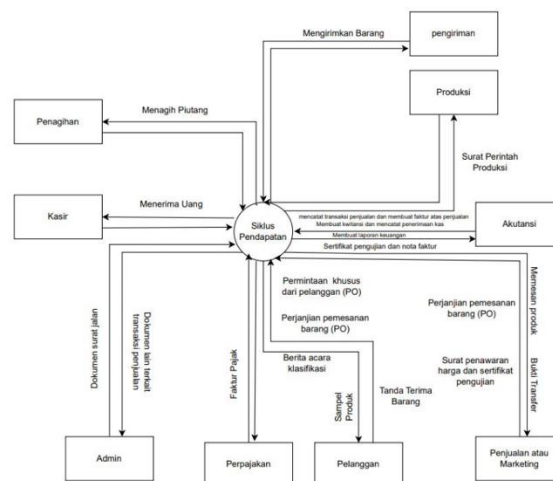 Mengirimkan Barang
pengiriman
Produksi
Menagih Piutang
Penagihan
Surat Perintah
Produksi
Menerima Uang
Kasir
Siklus
Pendapatan
mencatat transaksi penjualan dan membuat faktur atas penjualan
Membuat kwitansi dan mencatat penerimaan kas
Membuat laporan keuangan
Sertifikat pengujian dan nota faktur
Akutansi
Permintaan khusus
dari pelanggan (PO)
Perjanjian pemesanan
barang (PO)
Berita acara
klasifikasi
Perjanjian pemesanan
barang (PO)
Memesan produk
Dokumen surat jalan
Dokumen lain terkait
transaksi penjualan
Faktur Pajak
Sampel
Produk
Tanda Terima
Barang
Surat penawaran
harga dan sertifikat
pengujian
Bukti Transfer
Admin
Perpajakan
Pelanggan
Penjualan atau
Marketing